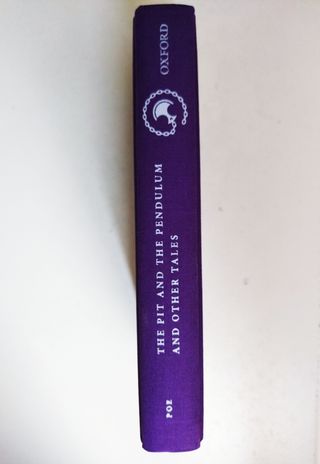 POE
THE PIT AND THE PENDULUM
AND OTHER TALES
OXFORD